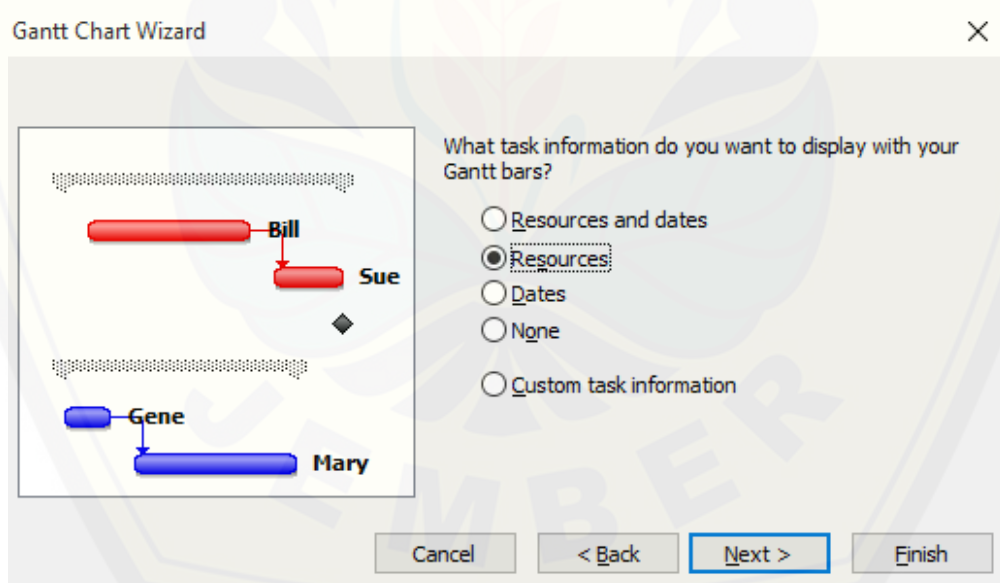 Gantt Chart Wizard
What task information do you want to display with your
Gantt bars?
Resources and dates
Resources
Dates
None
Custom task information
Bill
Sue
Gene
Mary
JEMBER
Cancel
< Back
Next >
Finish